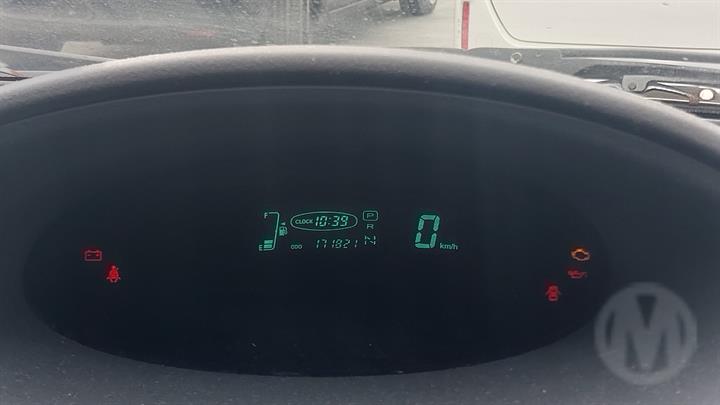 F
CLOCK 10:39 P
R
E ODO 171821 N
0 km/h
M